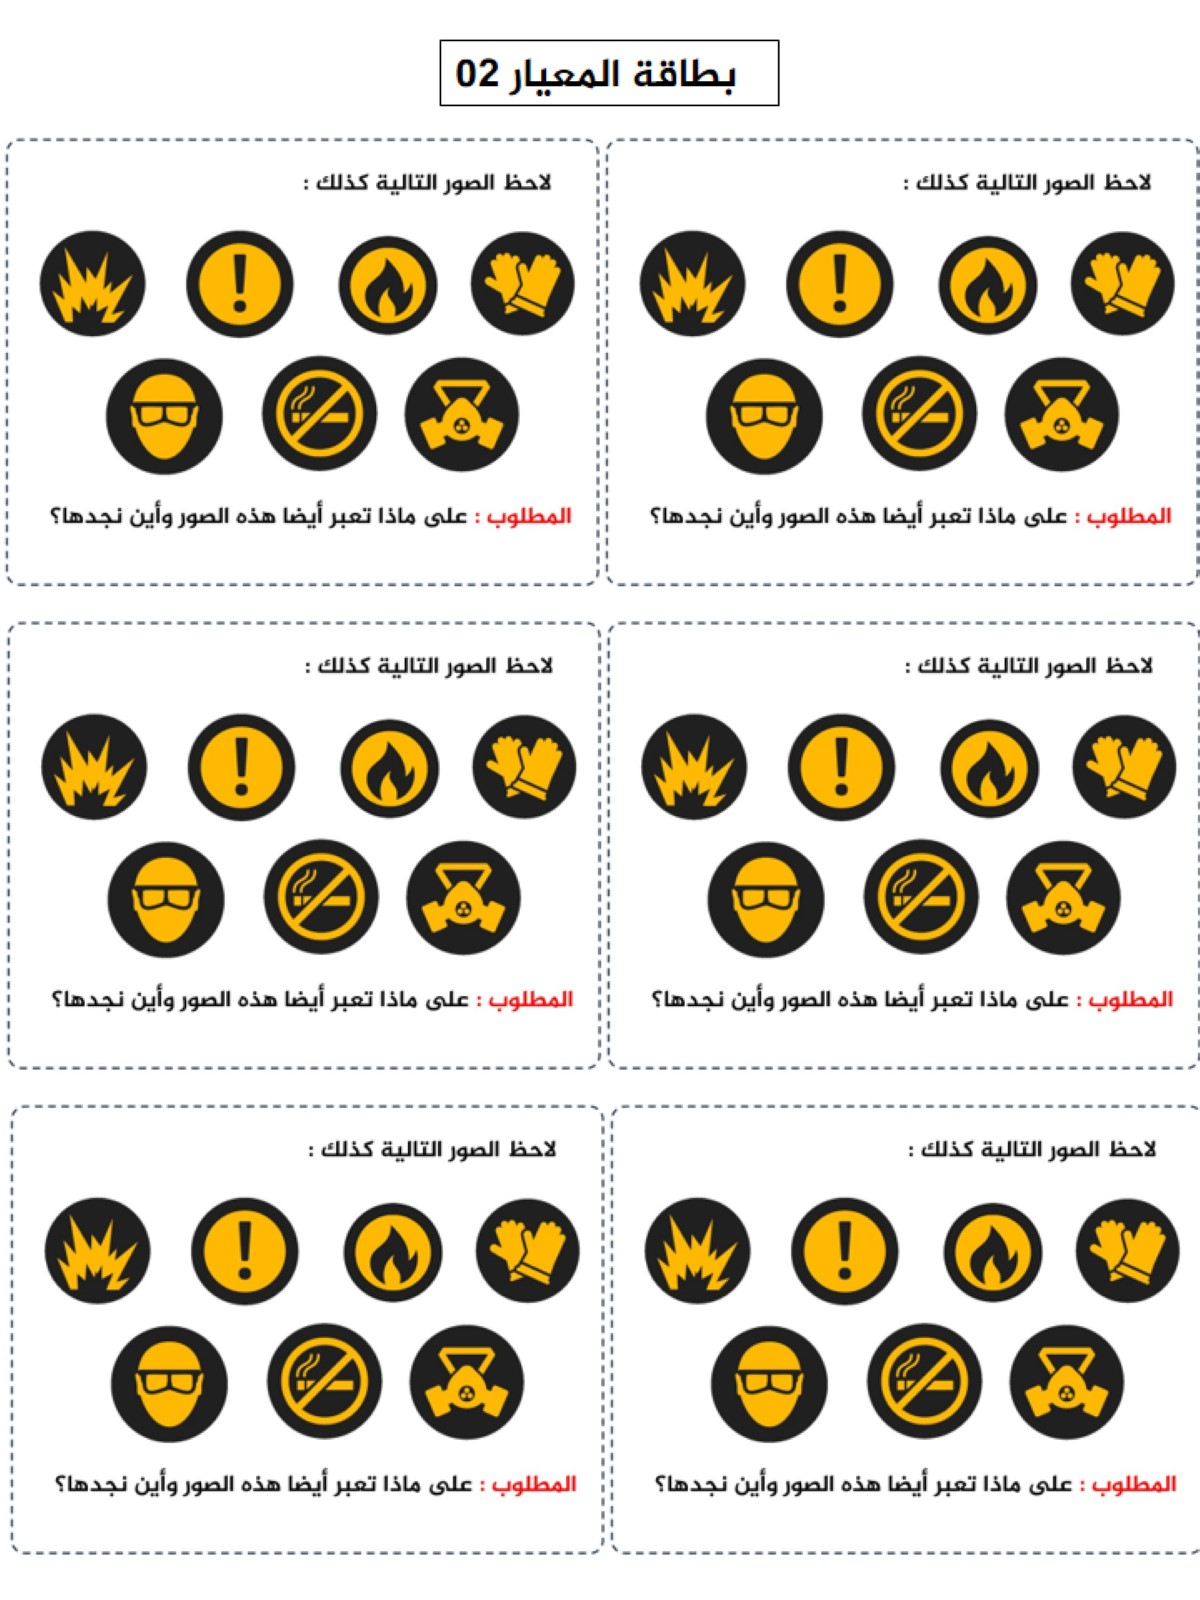 بطاقة المعيار 02
لاحظ الصور التالية كذلك :
المطلوب : على ماذا تعبر أيضا هذه الصور وأين نجدها؟
لاحظ الصور التالية كذلك :
المطلوب : على ماذا تعبر أيضا هذه الصور وأين نجدها؟
لاحظ الصور التالية كذلك :
المطلوب : على ماذا تعبر أيضا هذه الصور وأين نجدها؟
لاحظ الصور التالية كذلك :
المطلوب : على ماذا تعبر أيضا هذه الصور وأين نجدها؟
لاحظ الصور التالية كذلك :
المطلوب : على ماذا تعبر أيضا هذه الصور وأين نجدها؟
لاحظ الصور التالية كذلك :
المطلوب : على ماذا تعبر أيضا هذه الصور وأين نجدها؟